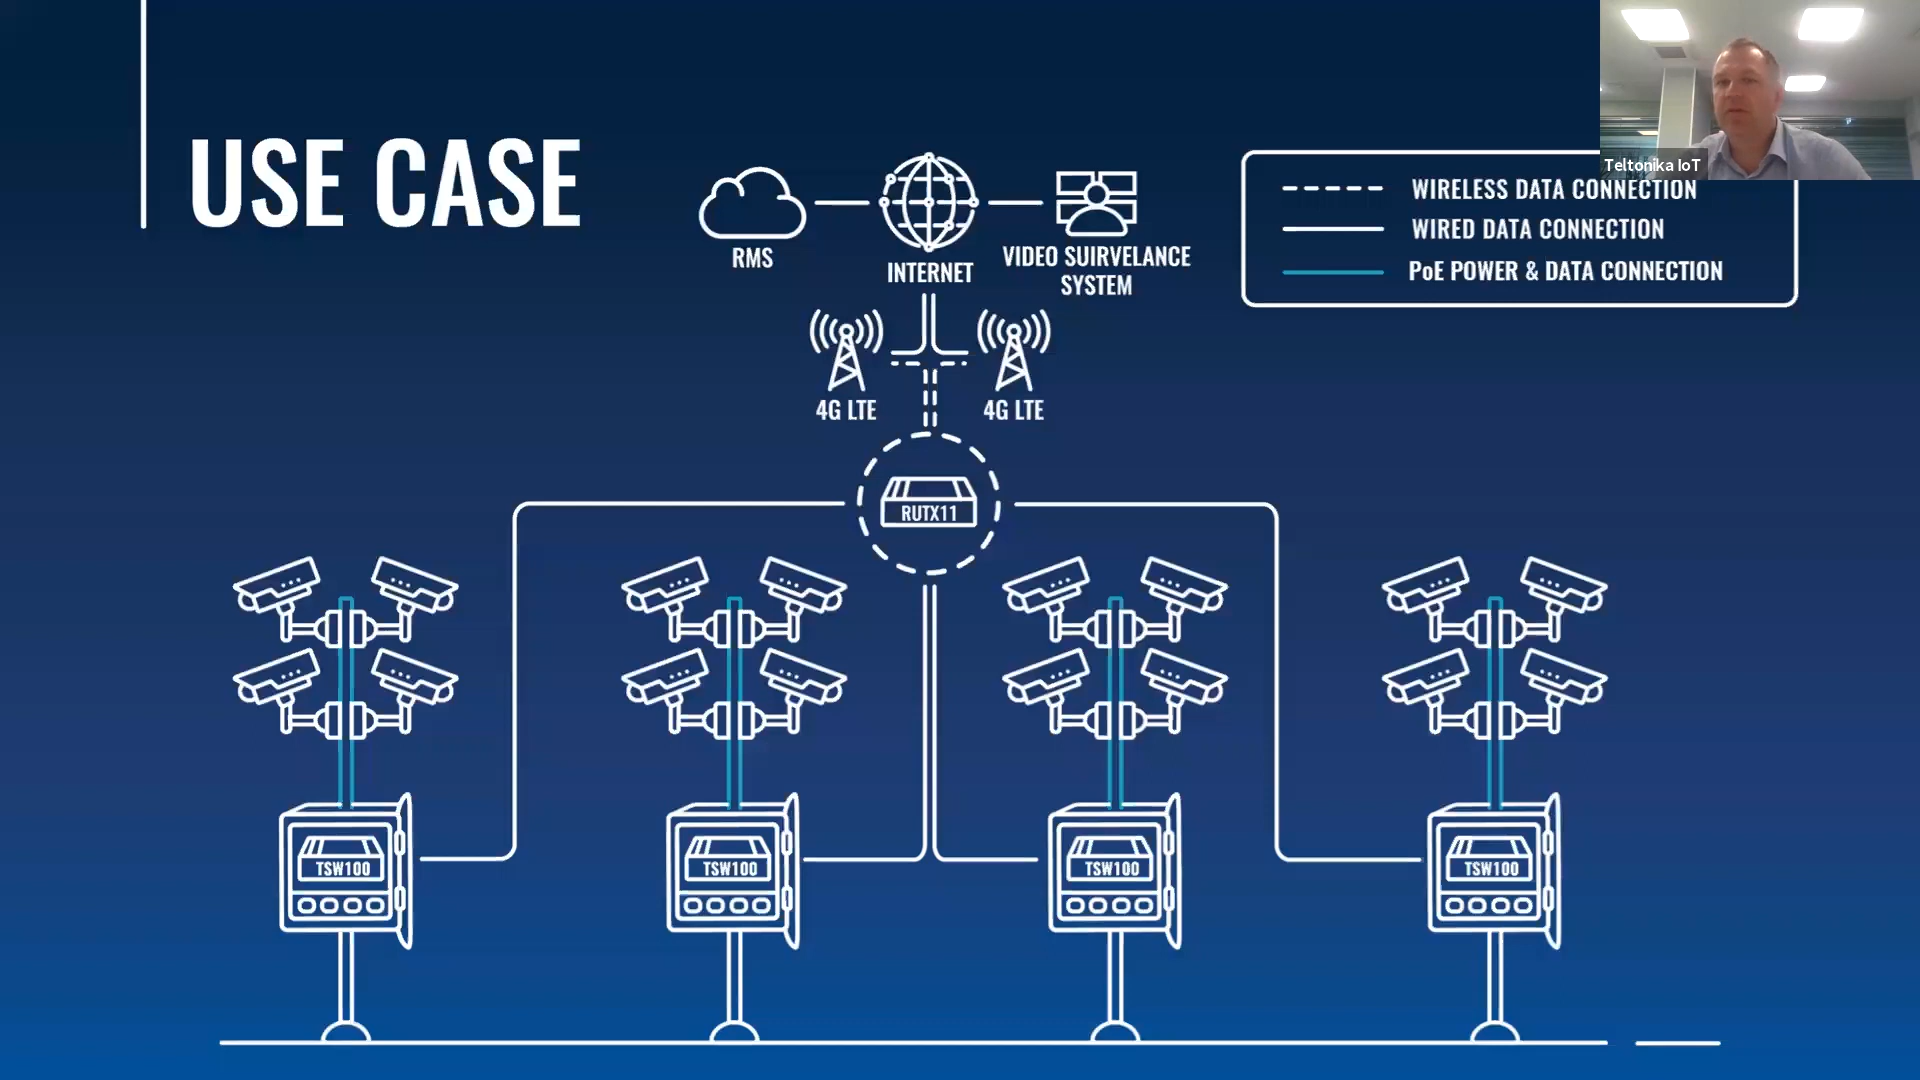 Teltonika IoT
USE CASE
RMS
INTERNET
VIDEO SUIRVELANCE
SYSTEM
WIRELESS DATA CONNECTION
WIRED DATA CONNECTION
PoE POWER & DATA CONNECTION
4G LTE
4G LTE
RUTX11
TSW100
TSW100
TSW100
TSW100